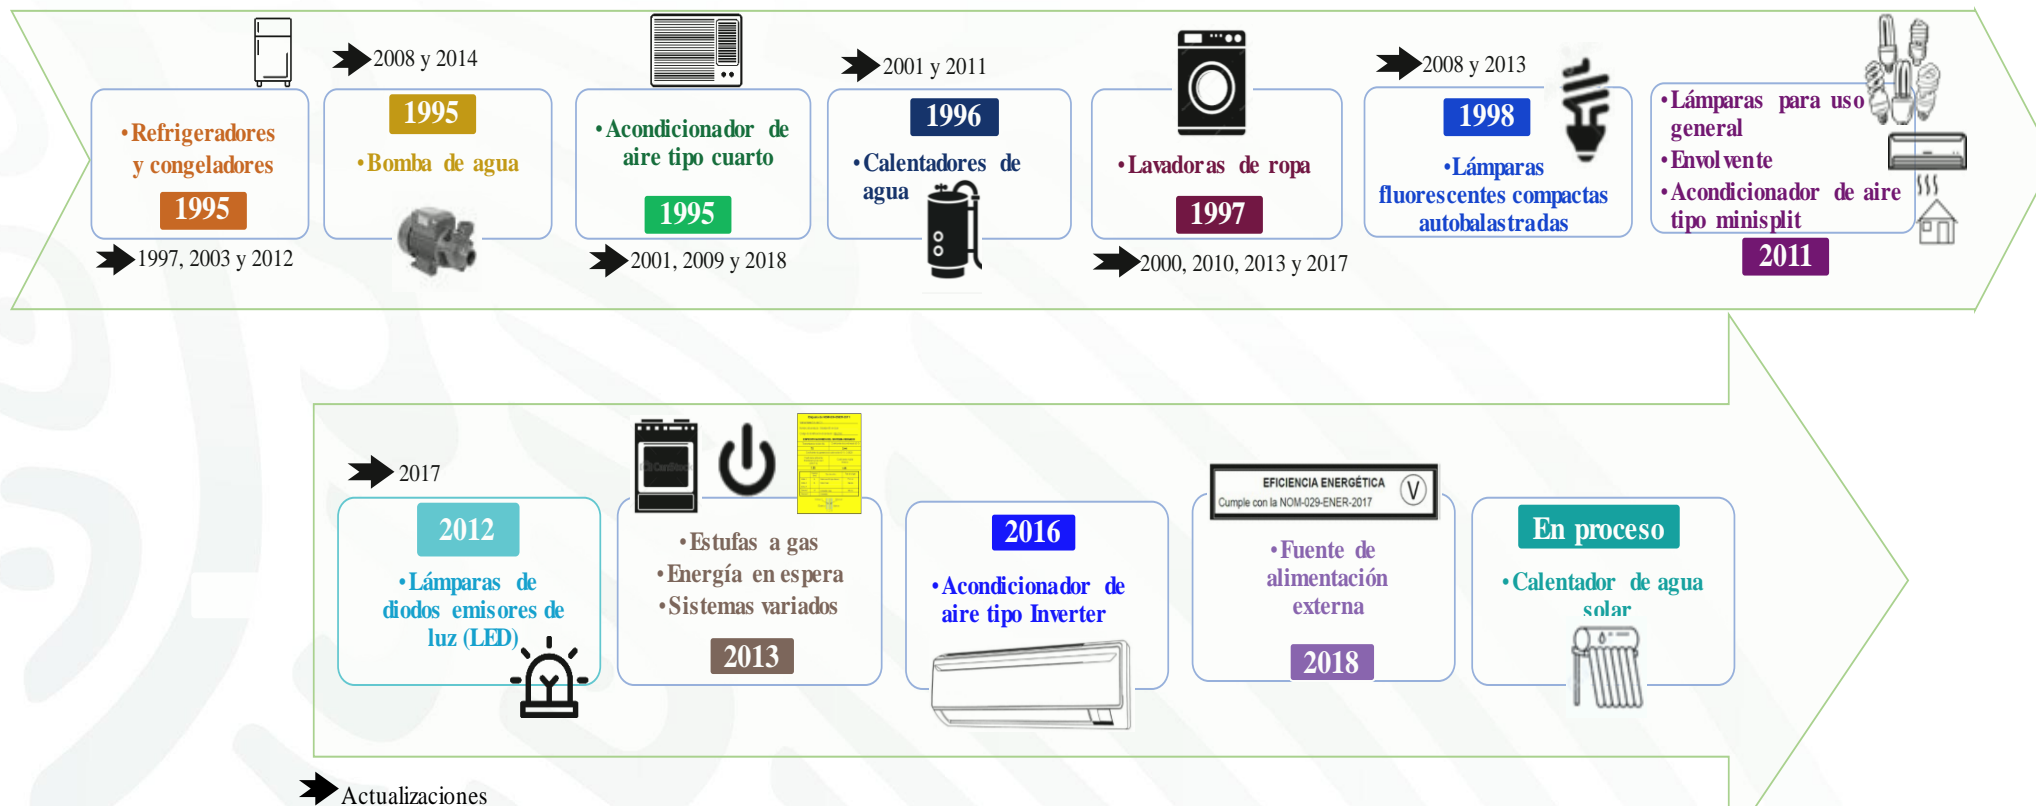 •Refrigeradores
y congeladores
1995
1997, 2003 y 2012
2008 y 2014
1995
•Bomba de agua
•Acondicionador de
aire tipo cuarto
1995
2001, 2009 y 2018
2001 y 2011
1996
•Calentadores de
agua
•Lavadoras de ropa
1997
2000, 2010, 2013 y 2017
2008 y 2013
1998
•Lámparas
fluorescentes compactas
autobalastradas
•Lámparas para uso
general
•Envolvente
•Acondicionador de aire
tipo minisplit
2011
2017
2012
•Lámparas de
diodos emisores de
luz (LED)
•Estufas a gas
•Energía en espera
•Sistemas variados
2013
2016
•Acondicionador de
aire tipo Inverter
EFICIENCIA ENERGÉTICA
Cumple con la NOM-029-ENER-2017
V
•Fuente de
alimentación
externa
2018
En proceso
•Calentador de agua
solar
Actualizaciones